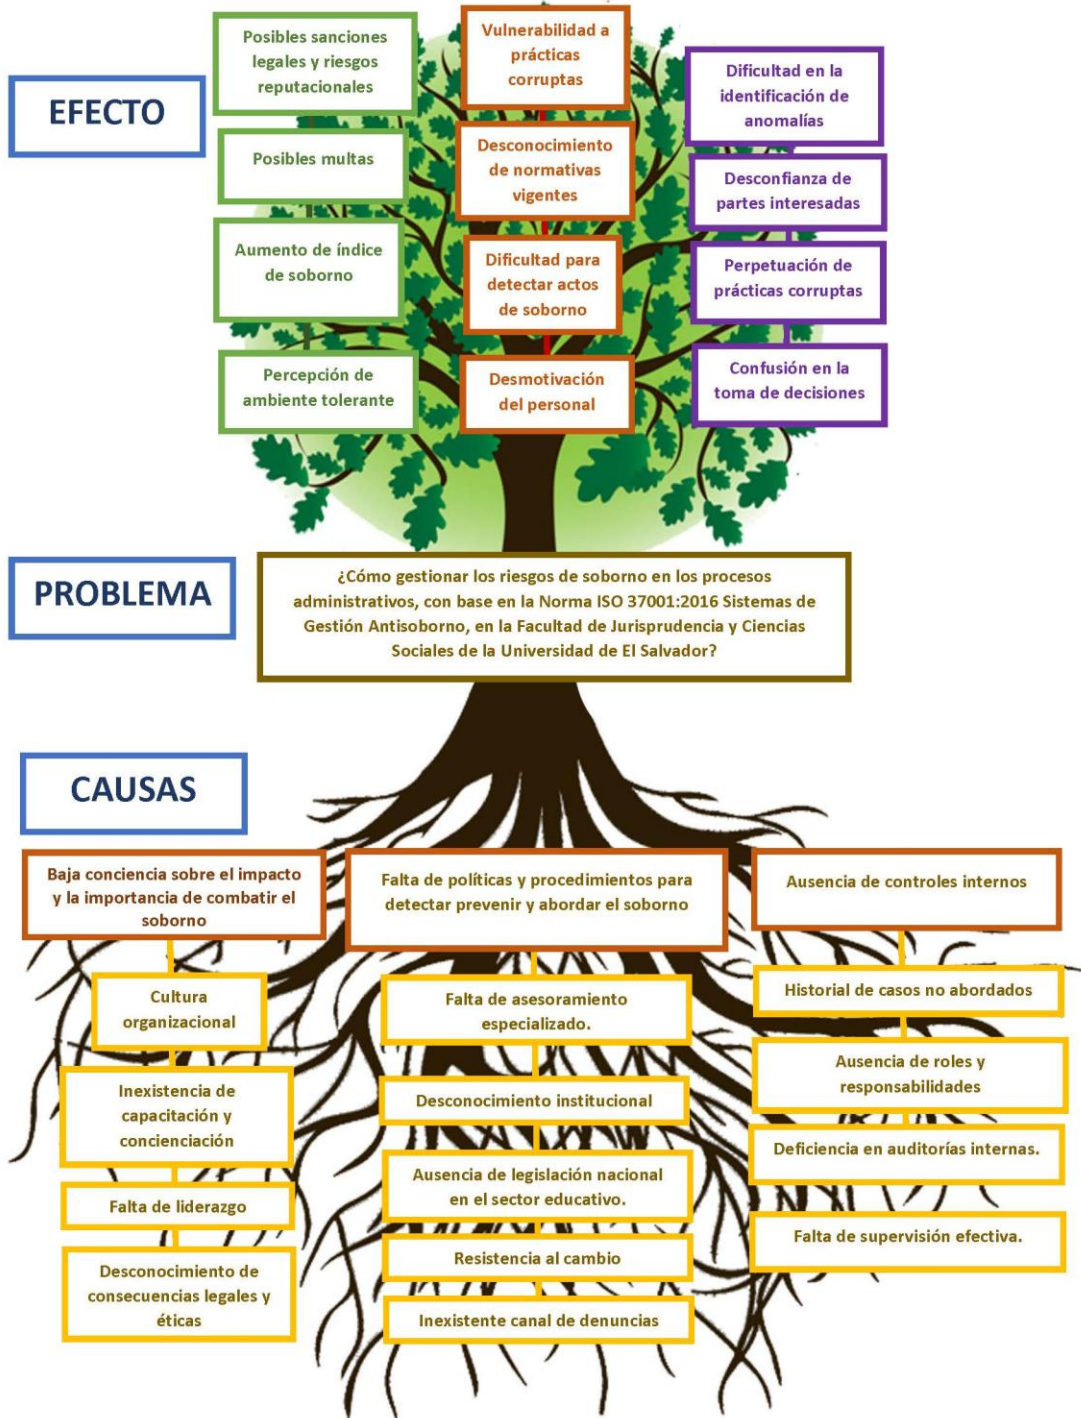 EFECTO
Posibles sanciones
legales y riesgos
reputacionales
Posibles multas
Aumento de índice
de soborno
Percepción de
ambiente tolerante
Vulnerabilidad a
prácticas
corruptas
Desconocimiento
de normativas
vigentes
Dificultad para
detectar actos
de soborno
Desmotivación
del personal
Dificultad en la
identificación de
anomalías
Desconfianza de
partes interesadas
Perpetuación de
prácticas corruptas
Confusión en la
toma de decisiones
PROBLEMA
¿Cómo gestionar los riesgos de soborno en los procesos
administrativos, con base en la Norma ISO 37001:2016 Sistemas de
Gestión Antisoborno, en la Facultad de Jurisprudencia y Ciencias
Sociales de la Universidad de El Salvador?
CAUSAS
Baja conciencia sobre el impacto
y la importancia de combatir el
soborno
Cultura
organizacional
Inexistencia de
capacitación y
concienciación
Falta de liderazgo
Desconocimiento de
consecuencias legales y
éticas
Falta de políticas y procedimientos para
detectar prevenir y abordar el soborno
Falta de asesoramiento
especializado.
Desconocimiento institucional
Ausencia de legislación nacional
en el sector educativo.
Resistencia al cambio
Inexistente canal de denuncias
Ausencia de controles internos
Historial de casos no abordados
Ausencia de roles y
responsabilidades
Deficiencia en auditorías internas.
Falta de supervisión efectiva.